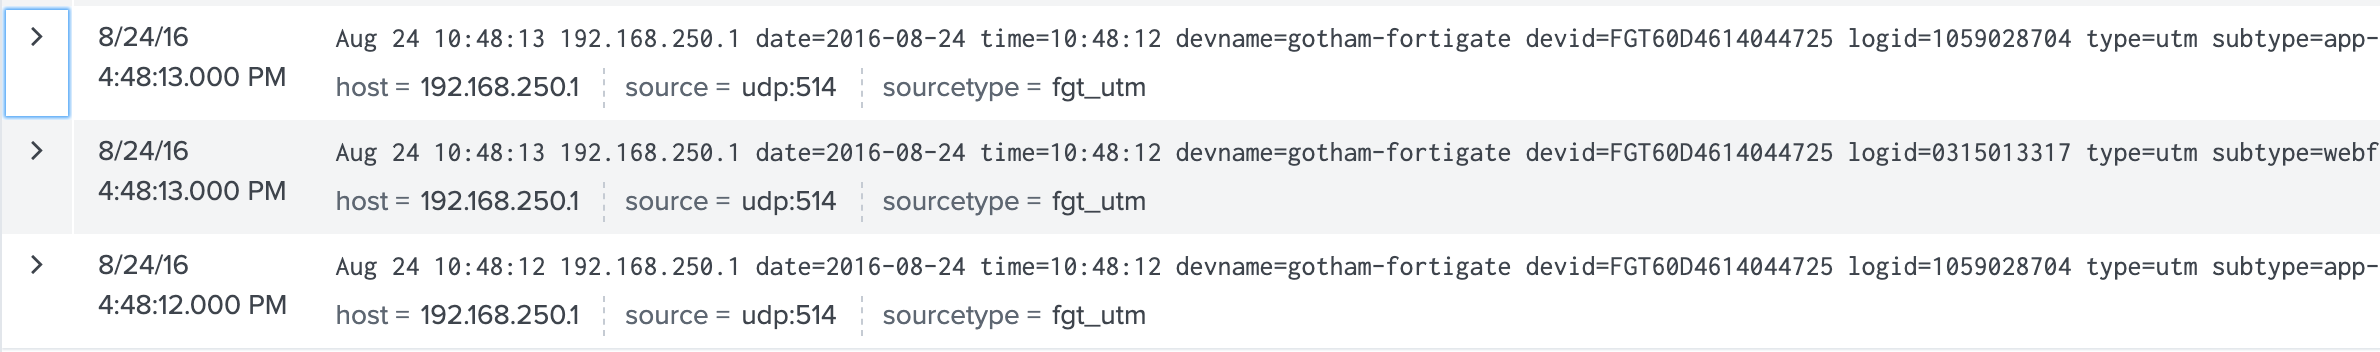 8/24/16
4:48:13.000 PM
Aug 24 10:48:13 192.168.250.1 date=2016-08-24 time=10:48:12 devname=gotham-fortigate devid=FGT60D4614044725 logid=1059028704 type=utm subtype=app-
host = 192.168.250.1 source = udp:514 sourcetype = fgt_utm
8/24/16
4:48:13.000 PM
Aug 24 10:48:13 192.168.250.1 date=2016-08-24 time=10:48:12 devname=gotham-fortigate devid=FGT60D4614044725 logid=0315013317 type=utm subtype=webf
host = 192.168.250.1 source = udp:514 sourcetype = fgt_utm
8/24/16
4:48:12.000 PM
Aug 24 10:48:12 192.168.250.1 date=2016-08-24 time=10:48:12 devname=gotham-fortigate devid=FGT60D4614044725 logid=1059028704 type=utm subtype=app-
host = 192.168.250.1 source = udp:514 sourcetype = fgt_utm